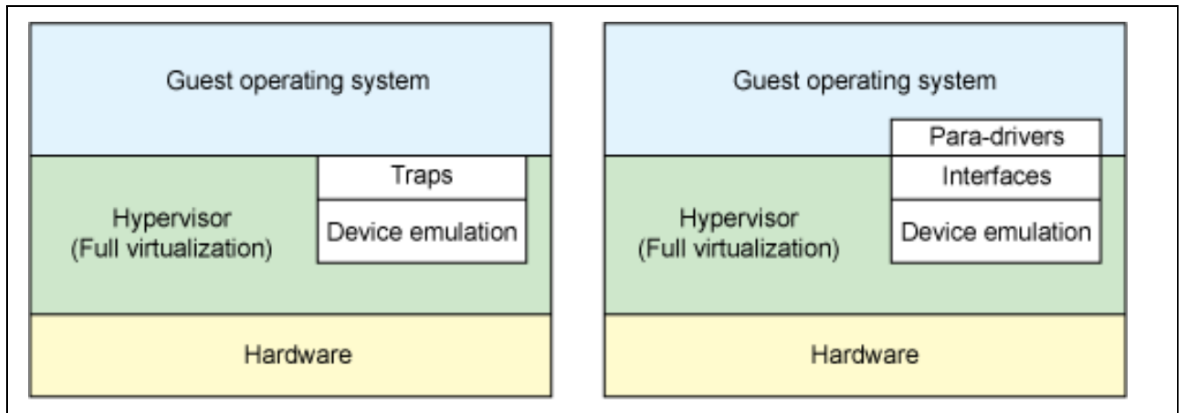 Guest operating system
Traps
Hypervisor
(Full virtualization)
Device emulation
Hardware
Guest operating system
Para-drivers
Interfaces
Hypervisor
(Full virtualization)
Device emulation
Hardware